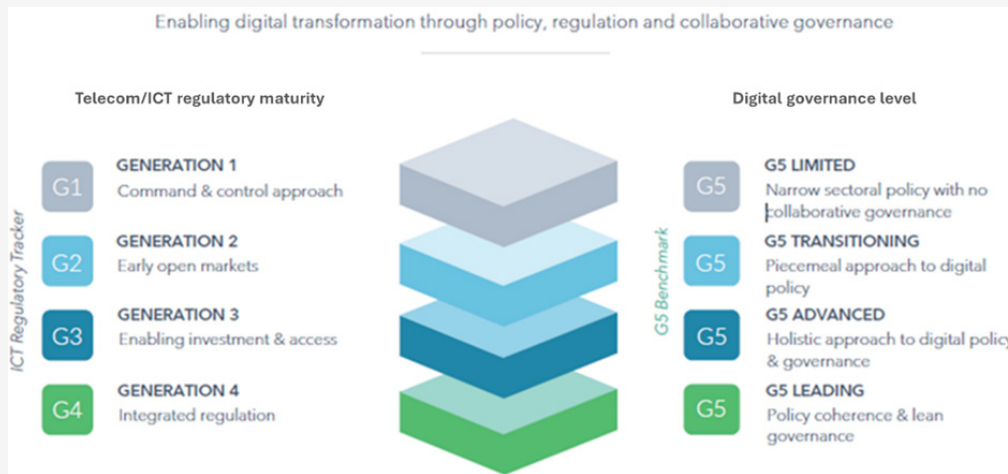 Enabling digital transformation through policy, regulation and collaborative governance
Telecom/ICT regulatory maturity
ICT Regulatory Tracker
G1
GENERATION 1
Command & control approach
G2
GENERATION 2
Early open markets
G3
GENERATION 3
Enabling investment & access
G4
GENERATION 4
Integrated regulation
Digital governance level
G5 Benchmark
G5
G5 LIMITED
Narrow sectoral policy with no
collaborative governance
G5
G5 TRANSITIONING
Piecemeal approach to digital
policy
G5
G5 ADVANCED
Holistic approach to digital policy
& governance
G5
G5 LEADING
Policy coherence & lean
governance